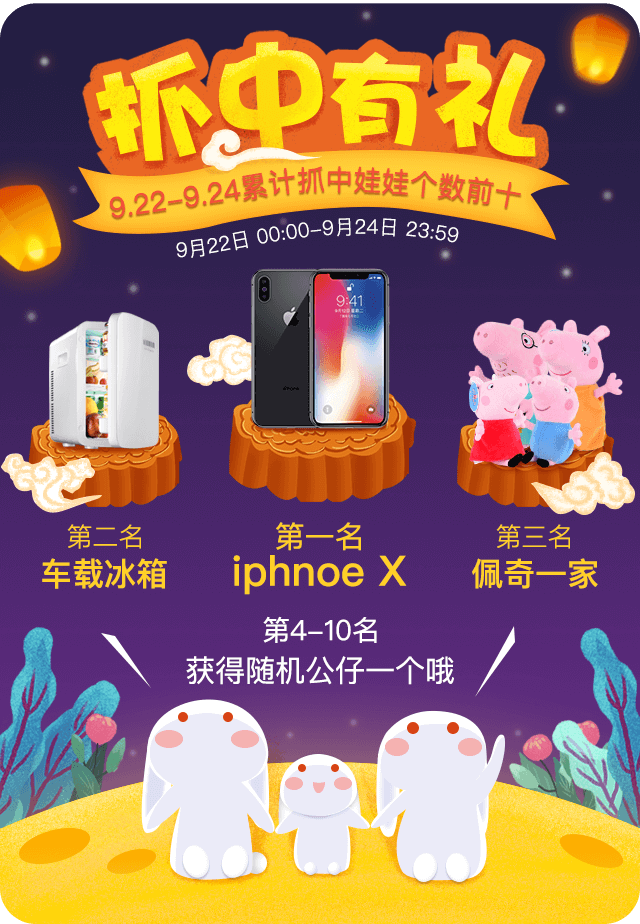 抓中有礼
9.22-9.24累计抓中娃娃个数前十
9月22日 00:00-9月24日 23:59
9:41
iPhone
第二名
车载冰箱
第一名
iphnoe X
第三名
佩奇一家
第4-10名
获得随机公仔一个哦